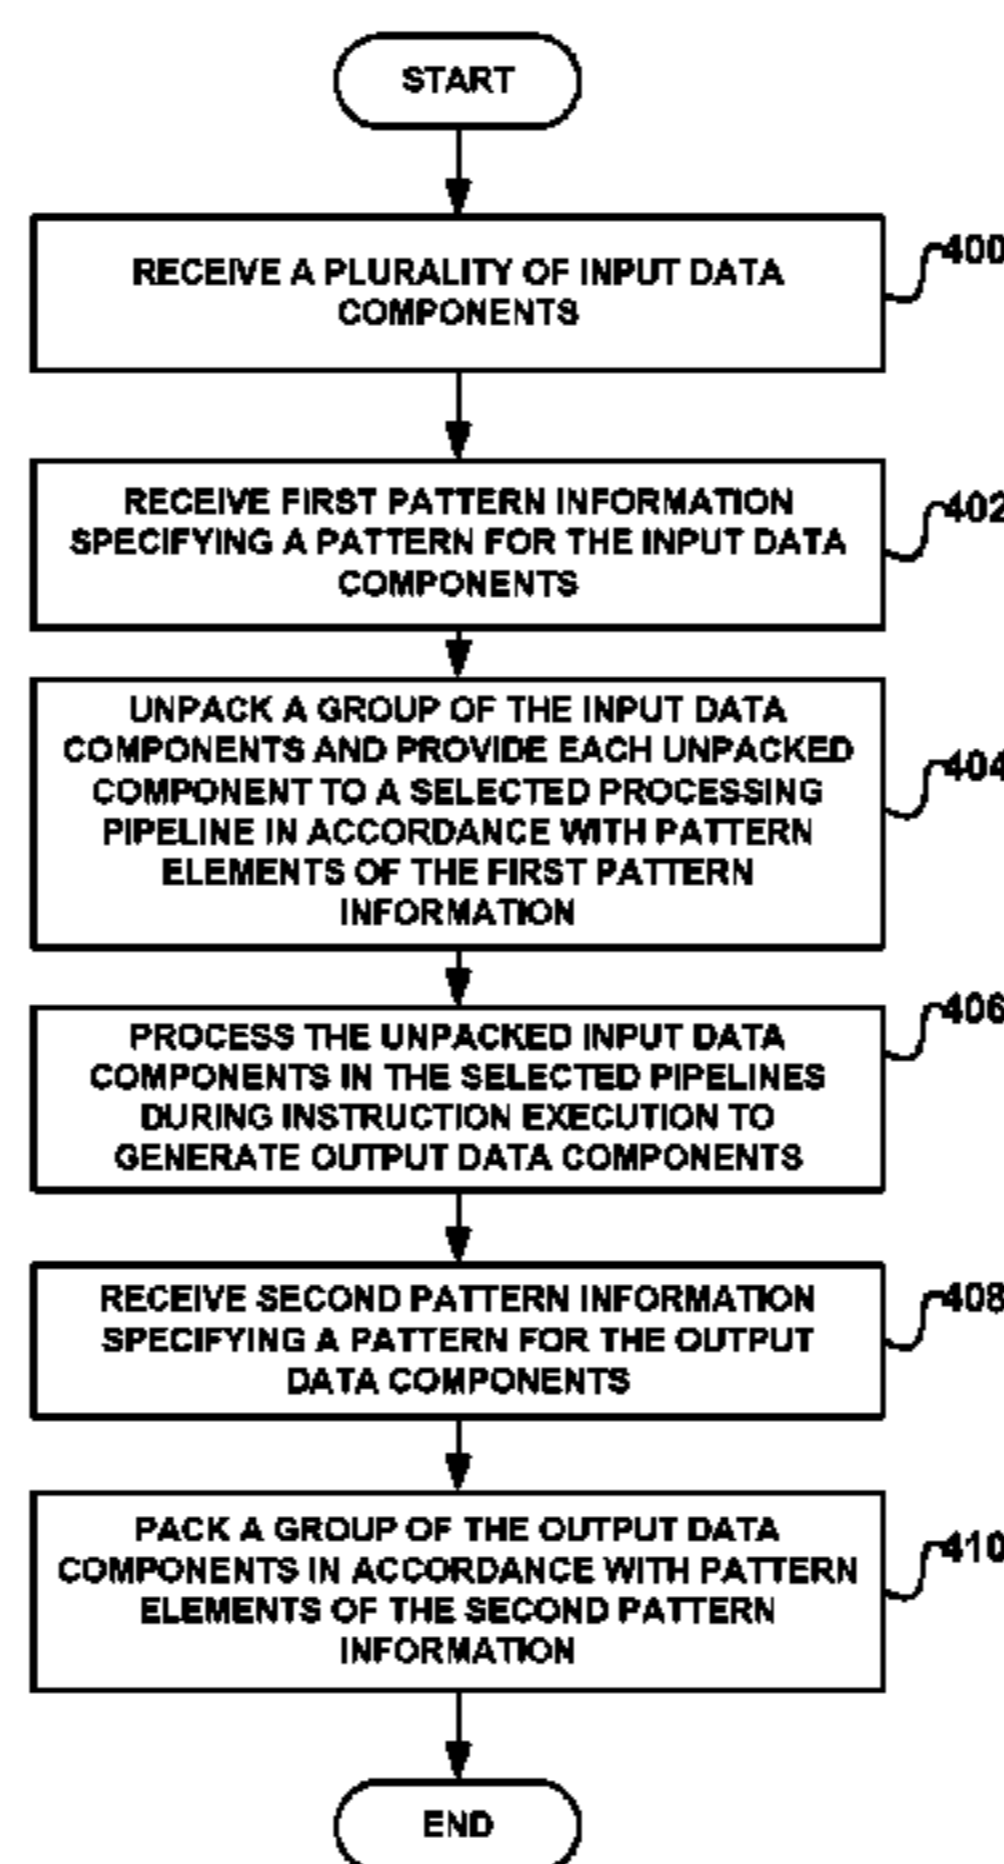 START
RECEIVE A PLURALITY OF INPUT DATA
COMPONENTS
400
RECEIVE FIRST PATTERN INFORMATION
SPECIFYING A PATTERN FOR THE INPUT DATA
COMPONENTS
402
UNPACK A GROUP OF THE INPUT DATA
COMPONENTS AND PROVIDE EACH UNPACKED
COMPONENT TO A SELECTED PROCESSING
PIPELINE IN ACCORDANCE WITH PATTERN
ELEMENTS OF THE FIRST PATTERN
INFORMATION
404
PROCESS THE UNPACKED INPUT DATA
COMPONENTS IN THE SELECTED PIPELINES
DURING INSTRUCTION EXECUTION TO
GENERATE OUTPUT DATA COMPONENTS
406
RECEIVE SECOND PATTERN INFORMATION
SPECIFYING A PATTERN FOR THE OUTPUT
DATA COMPONENTS
408
PACK A GROUP OF THE OUTPUT DATA
COMPONENTS IN ACCORDANCE WITH PATTERN
ELEMENTS OF THE SECOND PATTERN
INFORMATION
410
END